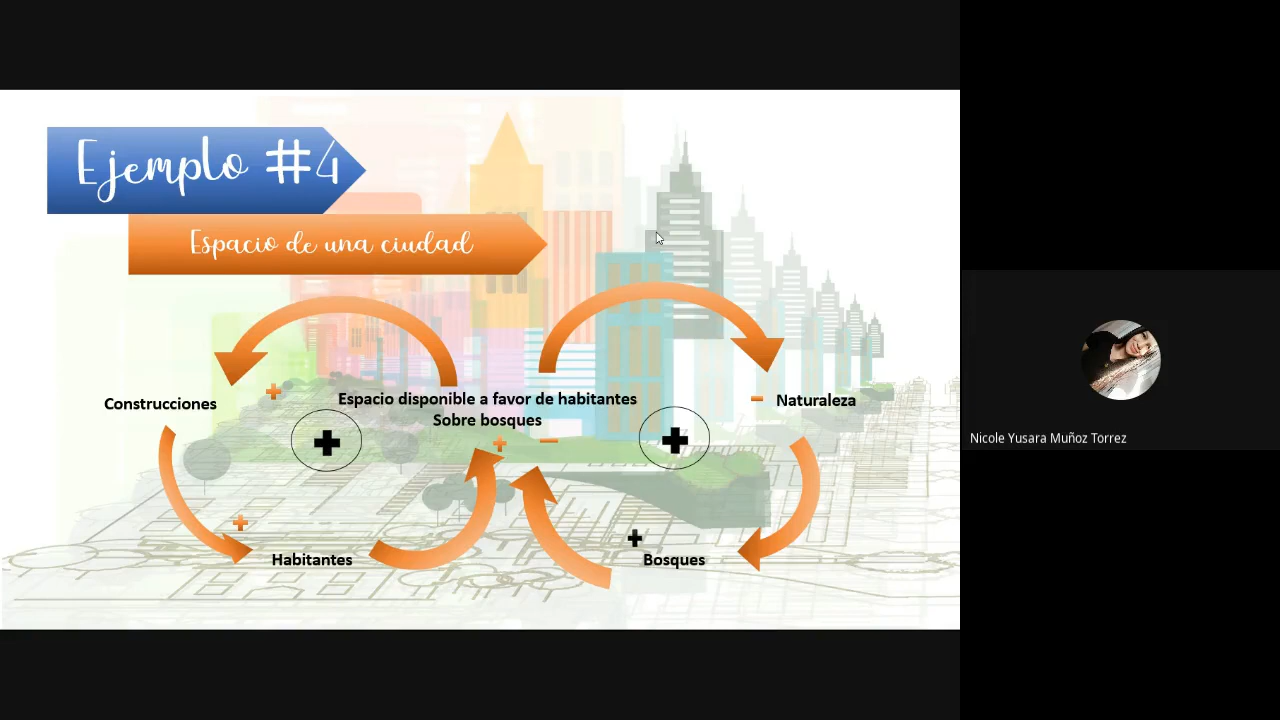 Ejemplo #4
Espacio de una ciudad
Construcciones
+
Espacio disponible a favor de habitantes
Sobre bosques
-
Naturaleza
+
+
-
+
+
+
Habitantes
Bosques
Nicole Yusara Muñoz Torrez